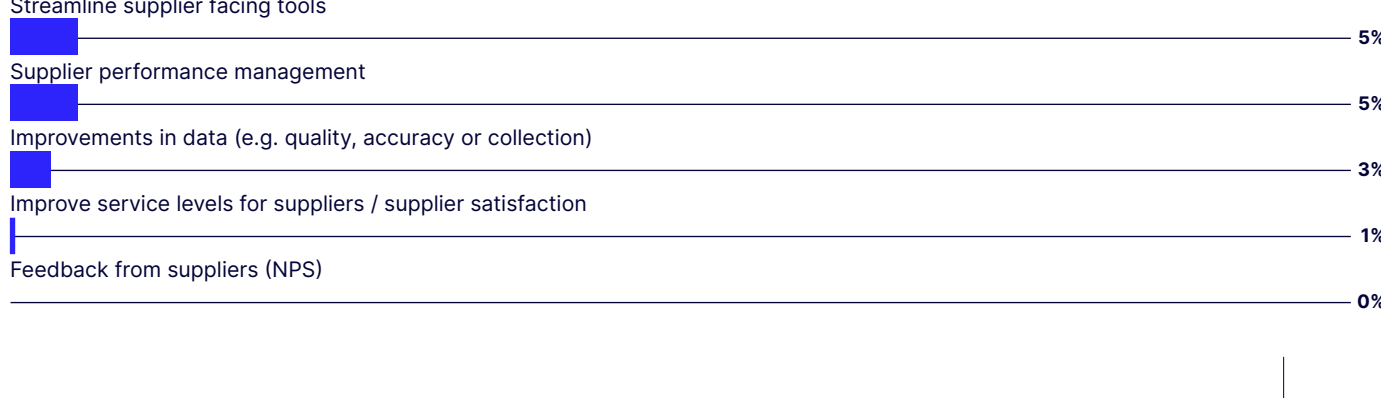 Streamline supplier facing tools
5%
Supplier performance management
5%
Improvements in data (e.g. quality, accuracy or collection)
3%
Improve service levels for suppliers / supplier satisfaction
1%
Feedback from suppliers (NPS)
0%